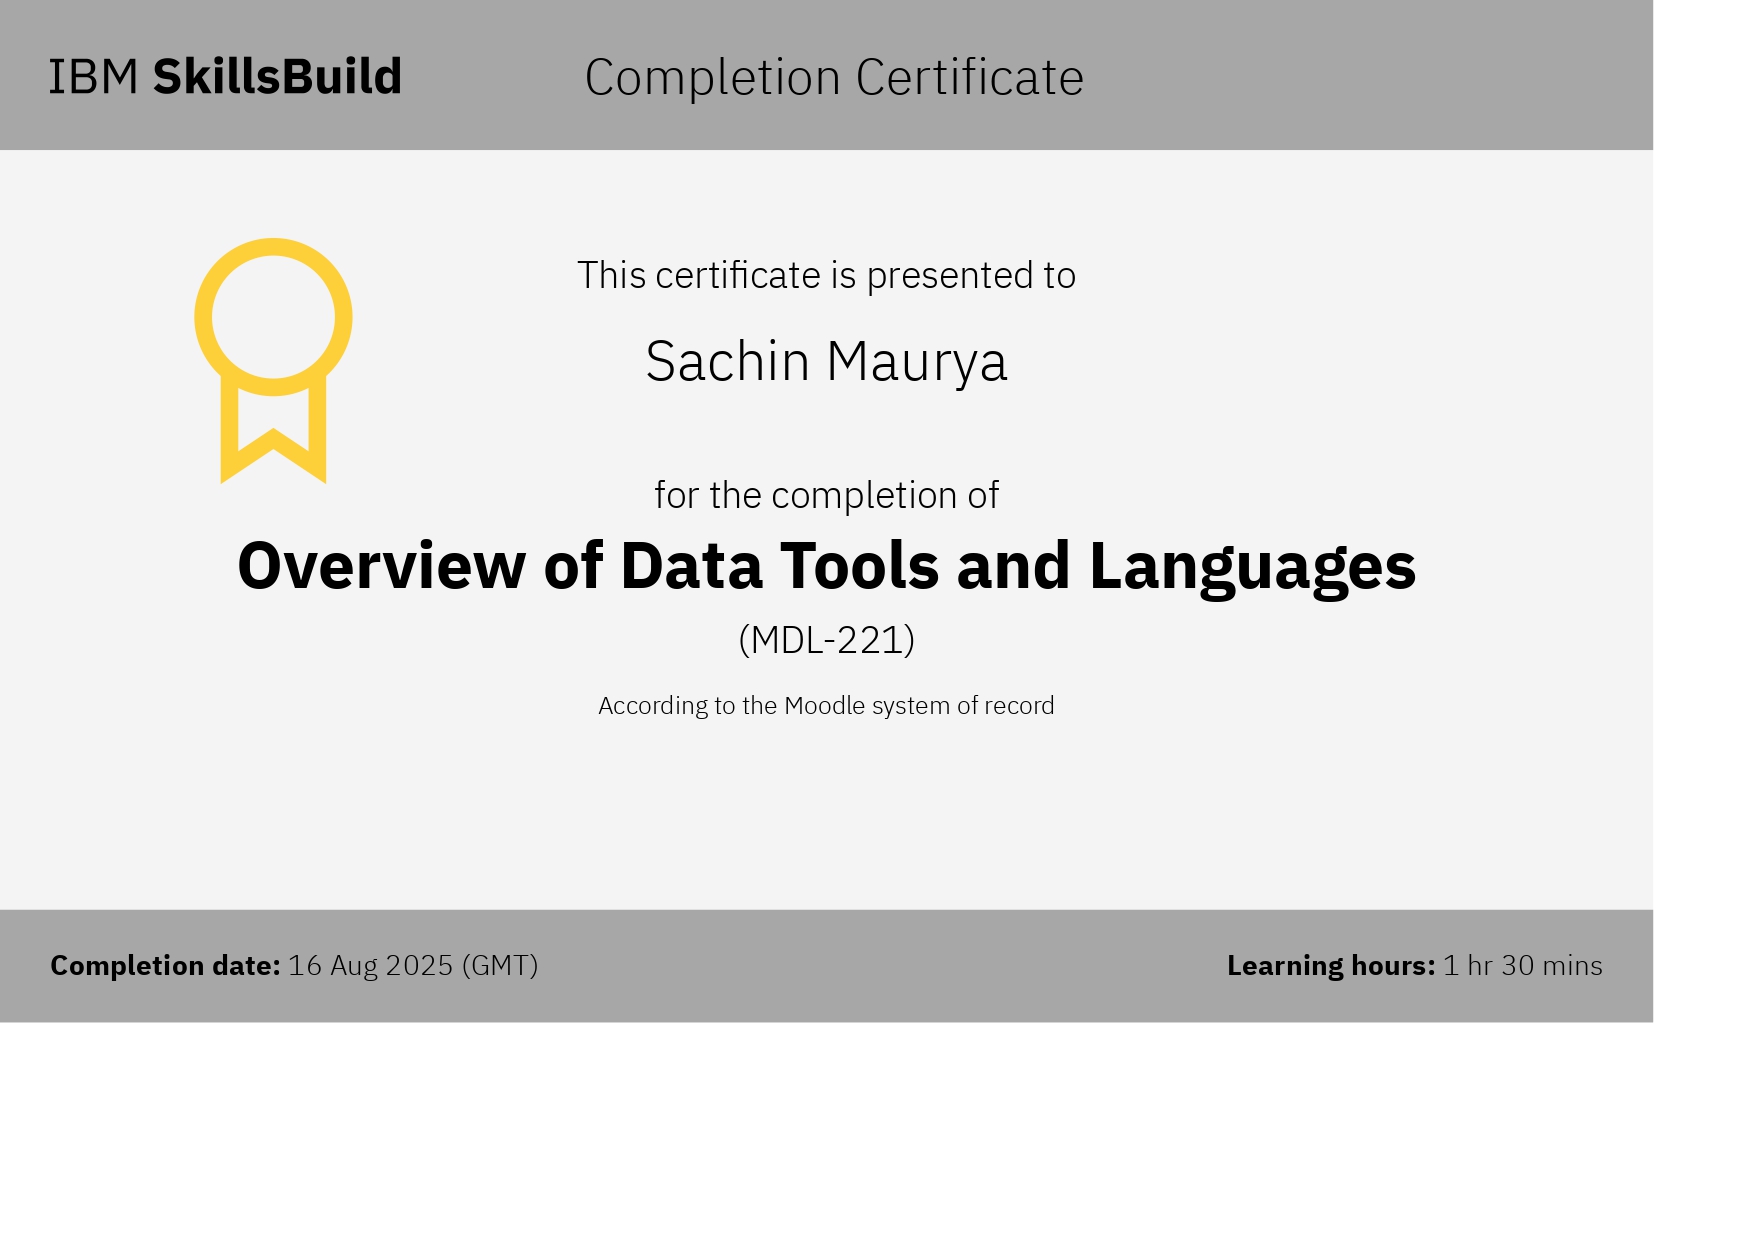 IBM SkillsBuild
Completion Certificate
This certificate is presented to
Sachin Maurya
for the completion of
Overview of Data Tools and Languages
(MDL-221)
According to the Moodle system of record
Completion date: 16 Aug 2025 (GMT)
Learning hours: 1 hr 30 mins